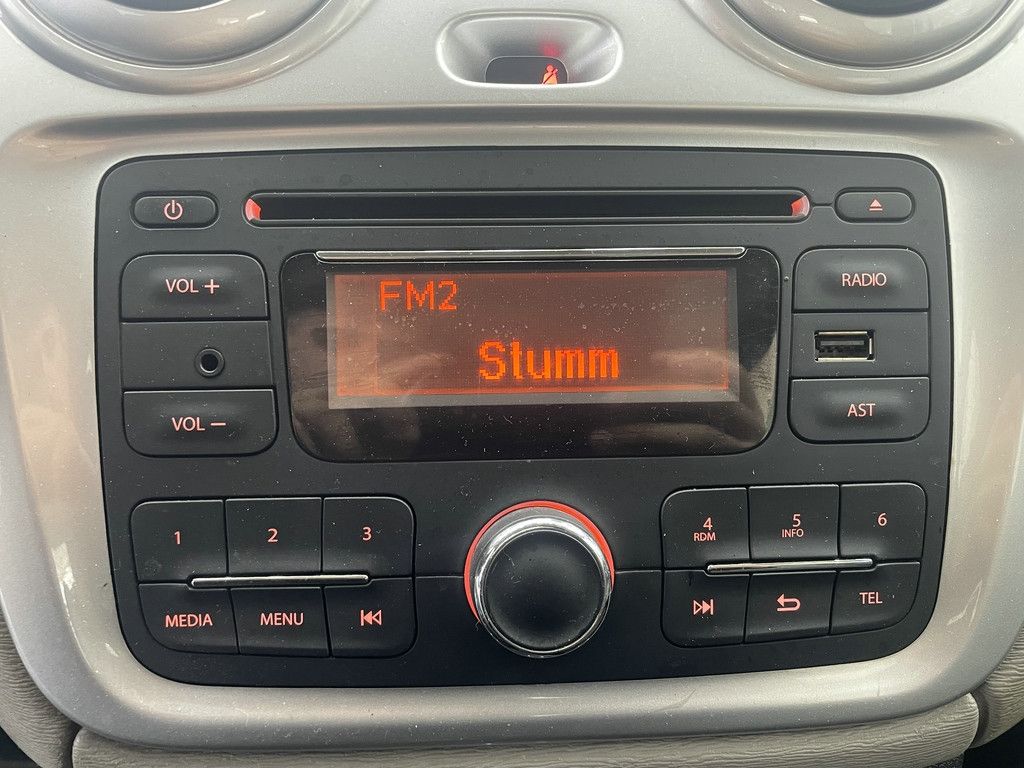 VOL +
RADIO
FM2
Stumm
VOL −
AST
1
2
3
4
RDM
5
INFO
6
MEDIA
MENU
TEL